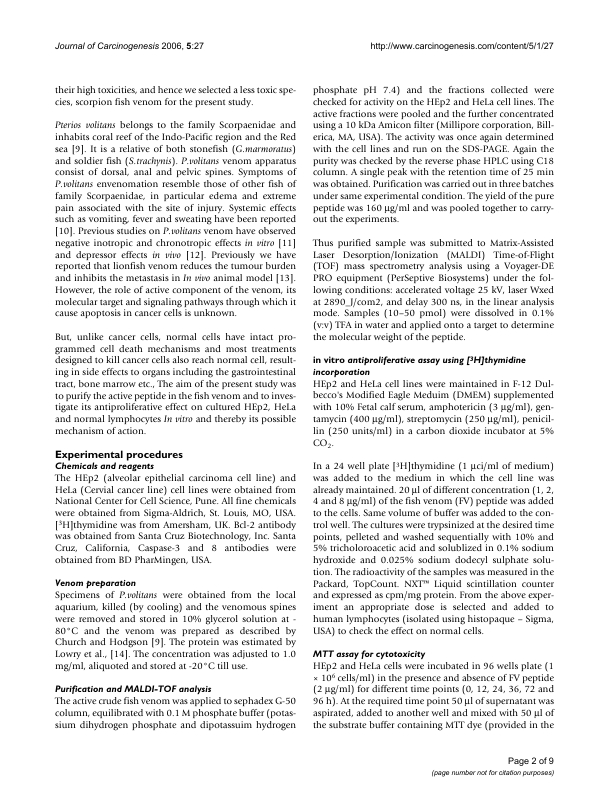 Journal of Carcinogenesis 2006, 5:27
http://www.carcinogenesis.com/content/5/1/27
their high toxicities, and hence we selected a less toxic spe-
cies, scorpion fish venom for the present study.
Pterios volitans belongs to the family Scorpaenidae and
inhabits coral reef of the Indo-Pacific region and the Red
sea [9]. It is a relative of both stonefish (G.marmoratus)
and soldier fish (S.trachynis). P.volitans venom apparatus
consist of dorsal, anal and pelvic spines. Symptoms of
P.volitans envenomation resemble those of other fish of
family Scorpaenidae, in particular edema and extreme
pain associated with the site of injury. Systemic effects
such as vomiting, fever and sweating have been reported
[10]. Previous studies on P.volitans venom have observed
negative inotropic and chronotropic effects in vitro [11]
and depressor effects in vivo [12]. Previously we have
reported that lionfish venom reduces the tumour burden
and inhibits the metastasis in In vivo animal model [13].
However, the role of active component of the venom, its
molecular target and signaling pathways through which it
cause apoptosis in cancer cells is unknown.
But, unlike cancer cells, normal cells have intact pro-
grammed cell death mechanisms and most treatments
designed to kill cancer cells also reach normal cell, result-
ing in side effects to organs including the gastrointestinal
tract, bone marrow etc., The aim of the present study was
to purify the active peptide in the fish venom and to inves-
tigate its antiproliferative effect on cultured HEp2, HeLa
and normal lymphocytes In vitro and thereby its possible
mechanism of action.
Experimental procedures
Chemicals and reagents
The HEp2 (alveolar epithelial carcinoma cell line) and
HeLa (Cervial cancer line) cell lines were obtained from
National Center for Cell Science, Pune. All fine chemicals
were obtained from Sigma-Aldrich, St. Louis, MO, USA.
[³H]thymidine was from Amersham, UK. Bcl-2 antibody
was obtained from Santa Cruz Biotechnology, Inc. Santa
Cruz, California, Caspase-3 and 8 antibodies were
obtained from BD PharMingen, USA.
Venom preparation
Specimens of P.volitans were obtained from the local
aquarium, killed (by cooling) and the venomous spines
were removed and stored in 10% glycerol solution at -
80°C and the venom was prepared as described by
Church and Hodgson [9]. The protein was estimated by
Lowry et al., [14]. The concentration was adjusted to 1.0
mg/ml, aliquoted and stored at -20°C till use.
Purification and MALDI-TOF analysis
The active crude fish venom was applied to sephadex G-50
column, equilibrated with 0.1 M phosphate buffer (potas-
sium dihydrogen phosphate and dipotassuim hydrogen
phosphate pH 7.4) and the fractions collected were
checked for activity on the HEp2 and HeLa cell lines. The
active fractions were pooled and the further concentrated
using a 10 kDa Amicon filter (Millipore corporation, Bill-
erica, MA, USA). The activity was once again determined
with the cell lines and run on the SDS-PAGE. Again the
purity was checked by the reverse phase HPLC using C18
column. A single peak with the retention time of 25 min
was obtained. Purification was carried out in three batches
under same experimental condition. The yield of the pure
peptide was 160 μg/ml and was pooled together to carry-
out the experiments.
Thus purified sample was submitted to Matrix-Assisted
Laser Desorption/Ionization (MALDI) Time-of-Flight
(TOF) mass spectrometry analysis using a Voyager-DE
PRO equipment (PerSeptive Biosystems) under the fol-
lowing conditions: accelerated voltage 25 kV, laser Wxed
at 2890_J/com2, and delay 300 ns, in the linear analysis
mode. Samples (10–50 pmol) were dissolved in 0.1%
(v:v) TFA in water and applied onto a target to determine
the molecular weight of the peptide.
in vitro antiproliferative assay using [³H]thymidine
incorporation
HEp2 and HeLa cell lines were maintained in F-12 Dul-
becco's Modified Eagle Meduim (DMEM) supplemented
with 10% Fetal calf serum, amphotericin (3 μg/ml), gen-
tamycin (400 μg/ml), streptomycin (250 μg/ml), penicil-
lin (250 units/ml) in a carbon dioxide incubator at 5%
CO₂.
In a 24 well plate [³H]thymidine (1 μci/ml of medium)
was added to the medium in which the cell line was
already maintained. 20 μl of different concentration (1, 2,
4 and 8 μg/ml) of the fish venom (FV) peptide was added
to the cells. Same volume of buffer was added to the con-
trol well. The cultures were trypsinized at the desired time
points, pelleted and washed sequentially with 10% and
5% tricholoroacetic acid and solublized in 0.1% sodium
hydroxide and 0.025% sodium dodecyl sulphate solu-
tion. The radioactivity of the samples was measured in the
Packard, TopCount. NXT™ Liquid scintillation counter
and expressed as cpm/mg protein. From the above exper-
iment an appropriate dose is selected and added to
human lymphocytes (isolated using histopaque – Sigma,
USA) to check the effect on normal cells.
MTT assay for cytotoxicity
HEp2 and HeLa cells were incubated in 96 wells plate (1
× 10⁶ cells/ml) in the presence and absence of FV peptide
(2 μg/ml) for different time points (0, 12, 24, 36, 72 and
96 h). At the required time point 50 μl of supernatant was
aspirated, added to another well and mixed with 50 μl of
the substrate buffer containing MTT dye (provided in the
Page 2 of 9
(page number not for citation purposes)